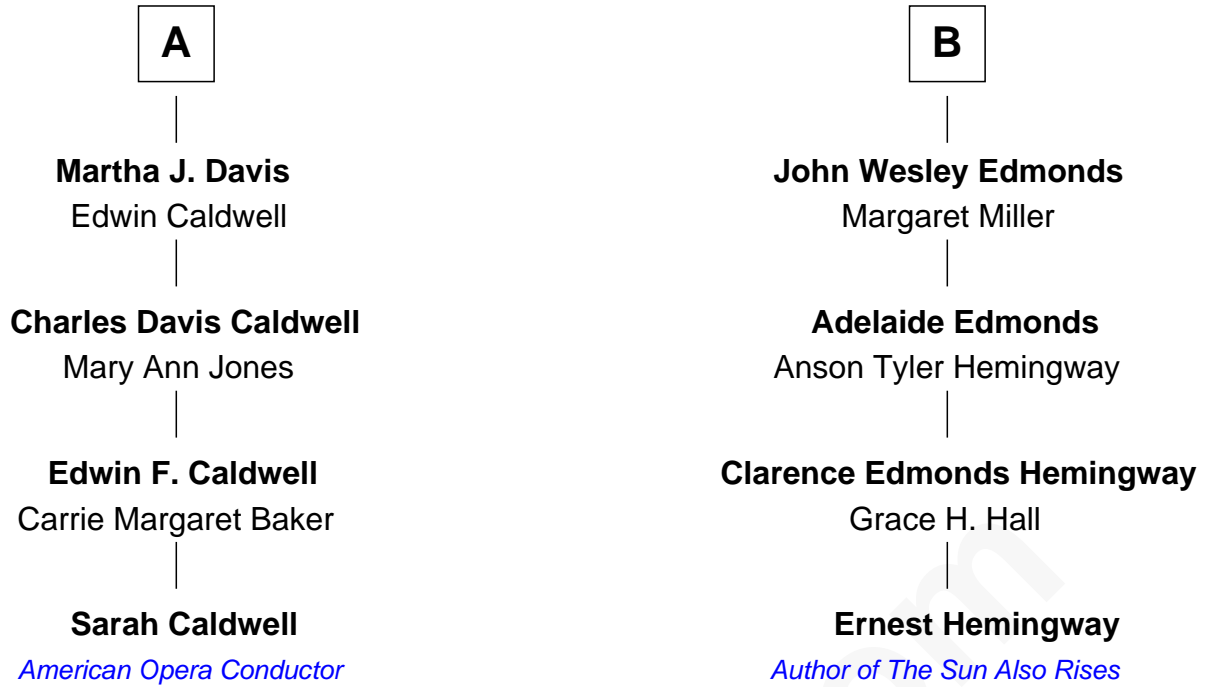 A
Martha J. Davis
Edwin Caldwell
Charles Davis Caldwell
Mary Ann Jones
Edwin F. Caldwell
Carrie Margaret Baker
Sarah Caldwell
American Opera Conductor
B
John Wesley Edmonds
Margaret Miller
Adelaide Edmonds
Anson Tyler Hemingway
Clarence Edmonds Hemingway
Grace H. Hall
Ernest Hemingway
Author of The Sun Also Rises